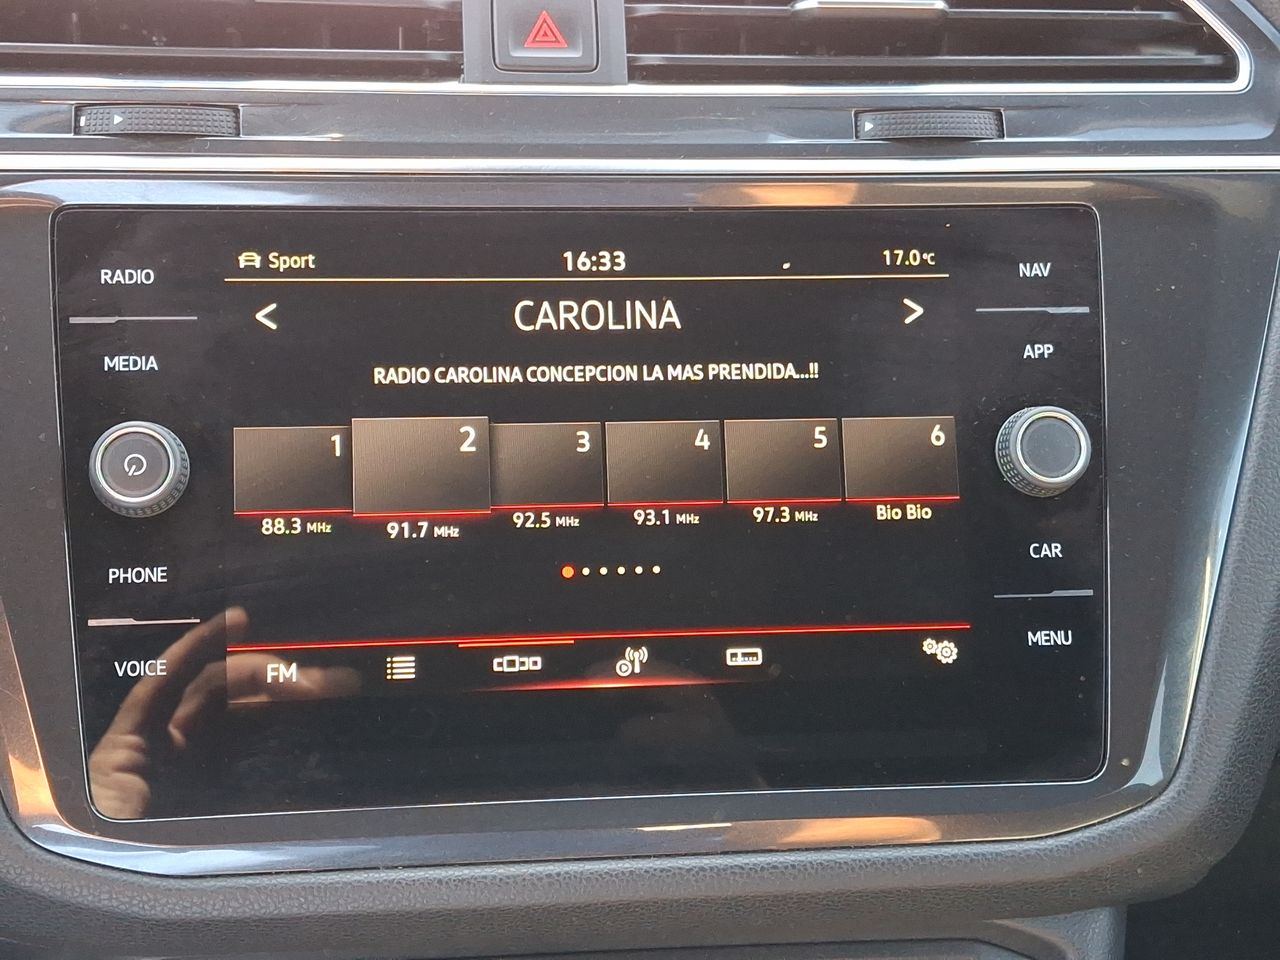 Sport 16:33 17.0°C
RADIO
NAV
< CAROLINA >
MEDIA
APP
RADIO CAROLINA CONCEPCION LA MAS PRENDIDA...!!
1 2 3 4 5 6
88.3 MHz 91.7 MHz 92.5 MHz 93.1 MHz 97.3 MHz Bio Bio
PHONE
CAR
VOICE
MENU
FM